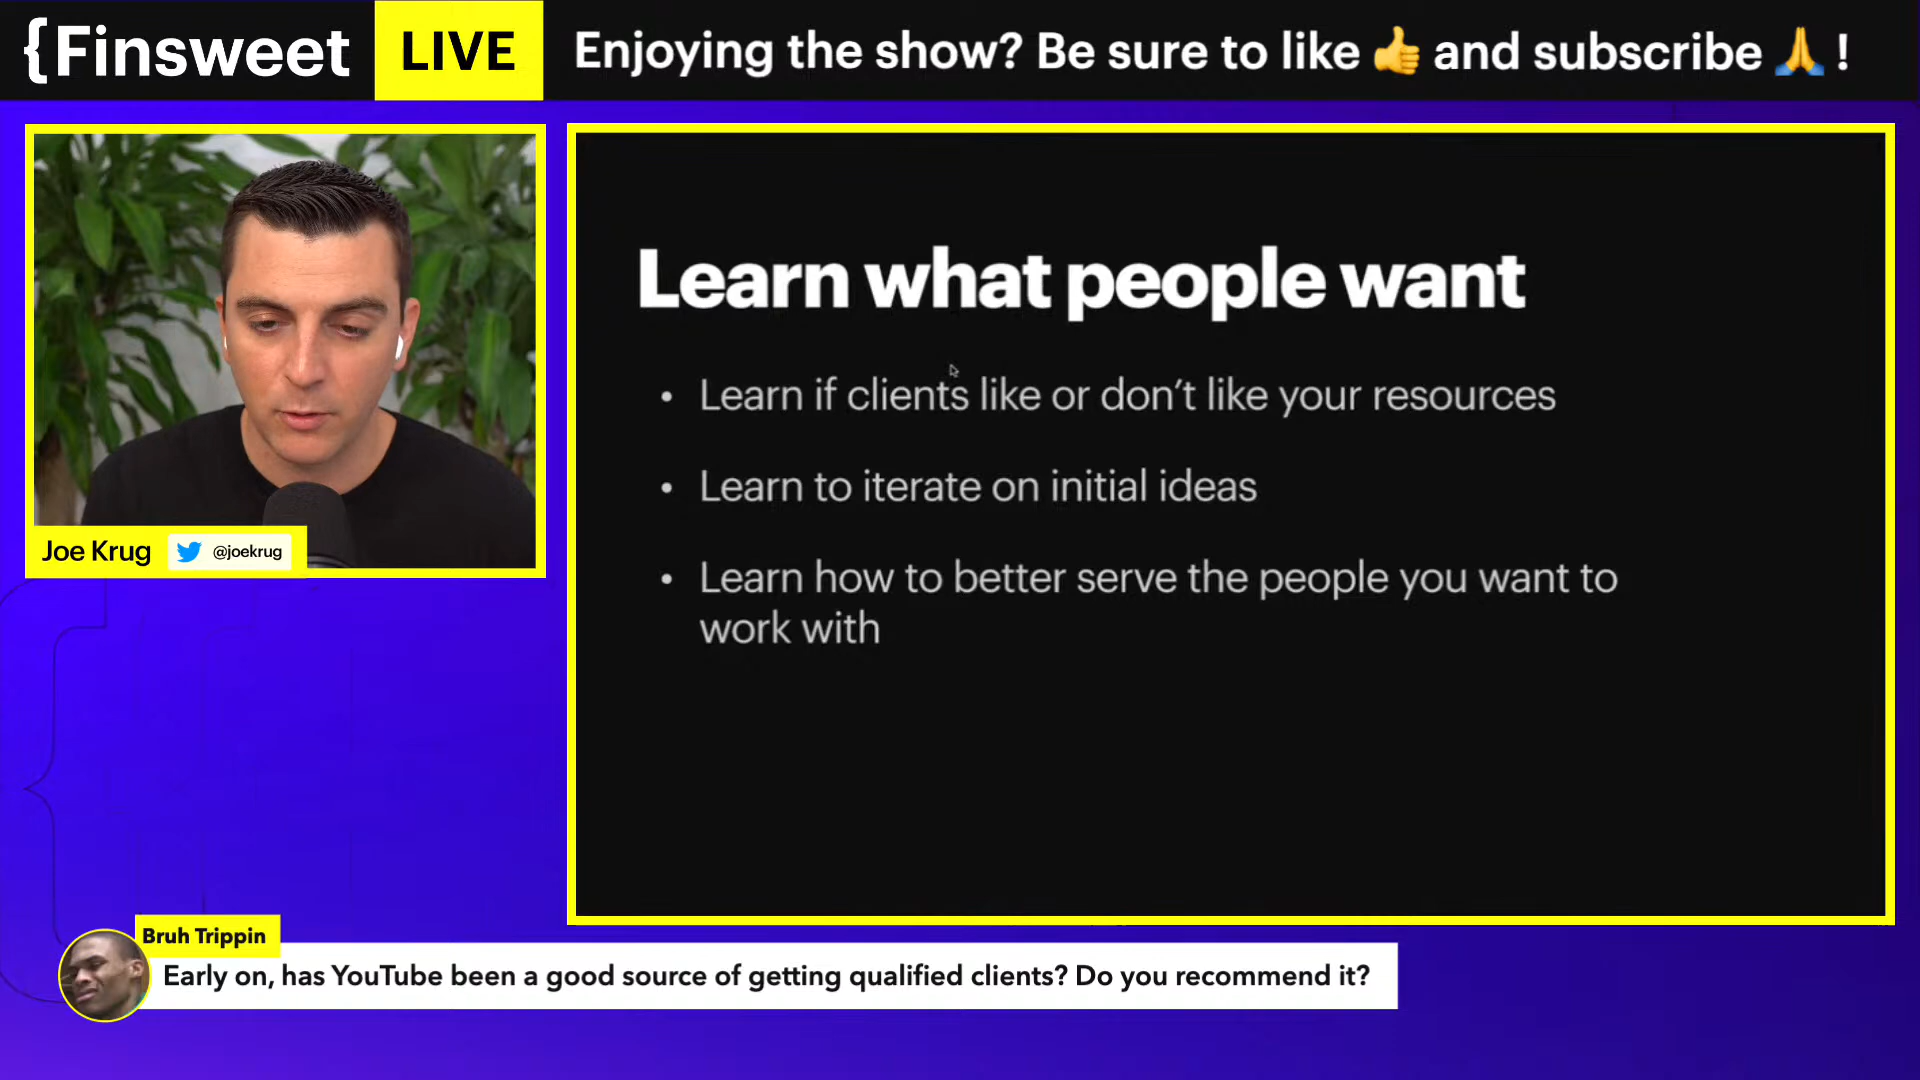 {Finsweet
LIVE
Enjoying the show? Be sure to like 👍 and subscribe 🙏 !
Learn what people want
• Learn if clients like or don’t like your resources
• Learn to iterate on initial ideas
• Learn how to better serve the people you want to
work with
Joe Krug
@joekrug
Bruh Trippin
Early on, has YouTube been a good source of getting qualified clients? Do you recommend it?